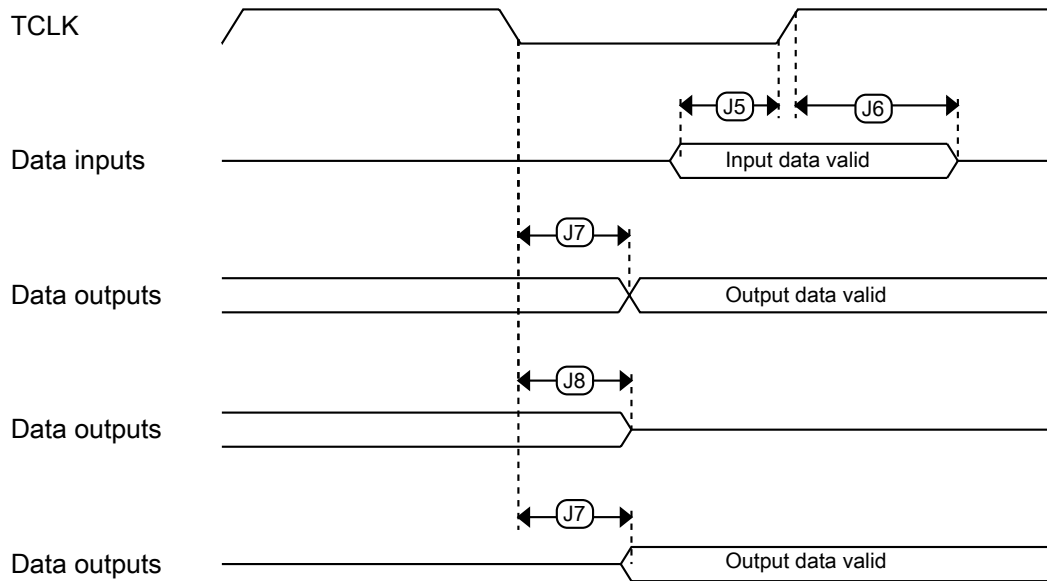 TCLK
J5
J6
Data inputs
Input data valid
J7
Data outputs
Output data valid
J8
Data outputs
J7
Data outputs
Output data valid